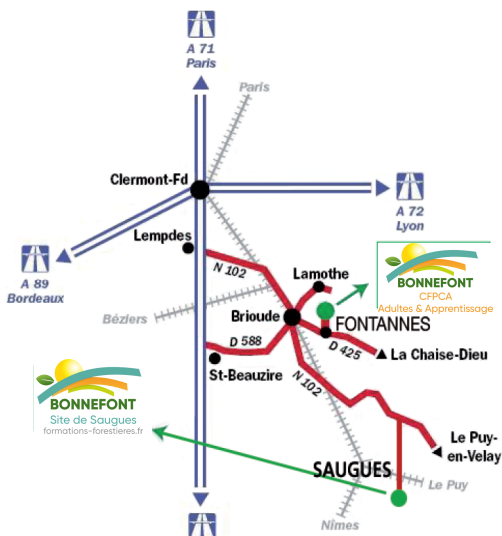 A 71
Paris
Paris
Clermont-Fd
A 72
Lyon
Lempdes
A 89
Bordeaux
N 102
Lamothe
BONNEFONT
CFPCA
Adultes & Apprentissage
Béziers
Brioude
FONTANNES
D 588
D 425
La Chaise-Dieu
St-Beauzire
N 102
BONNEFONT
Site de Saugues
formations-forestieres.fr
Le Puy-
en-Velay
SAUGUES
Le Puy
Nîmes